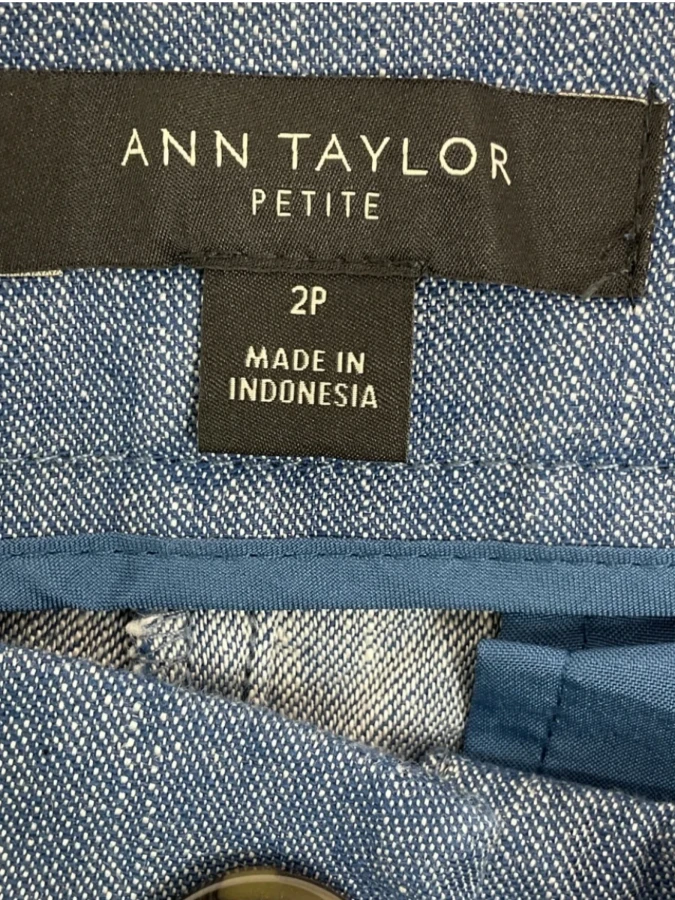 ANN TAYLOR
PETITE
2P
MADE IN
INDONESIA